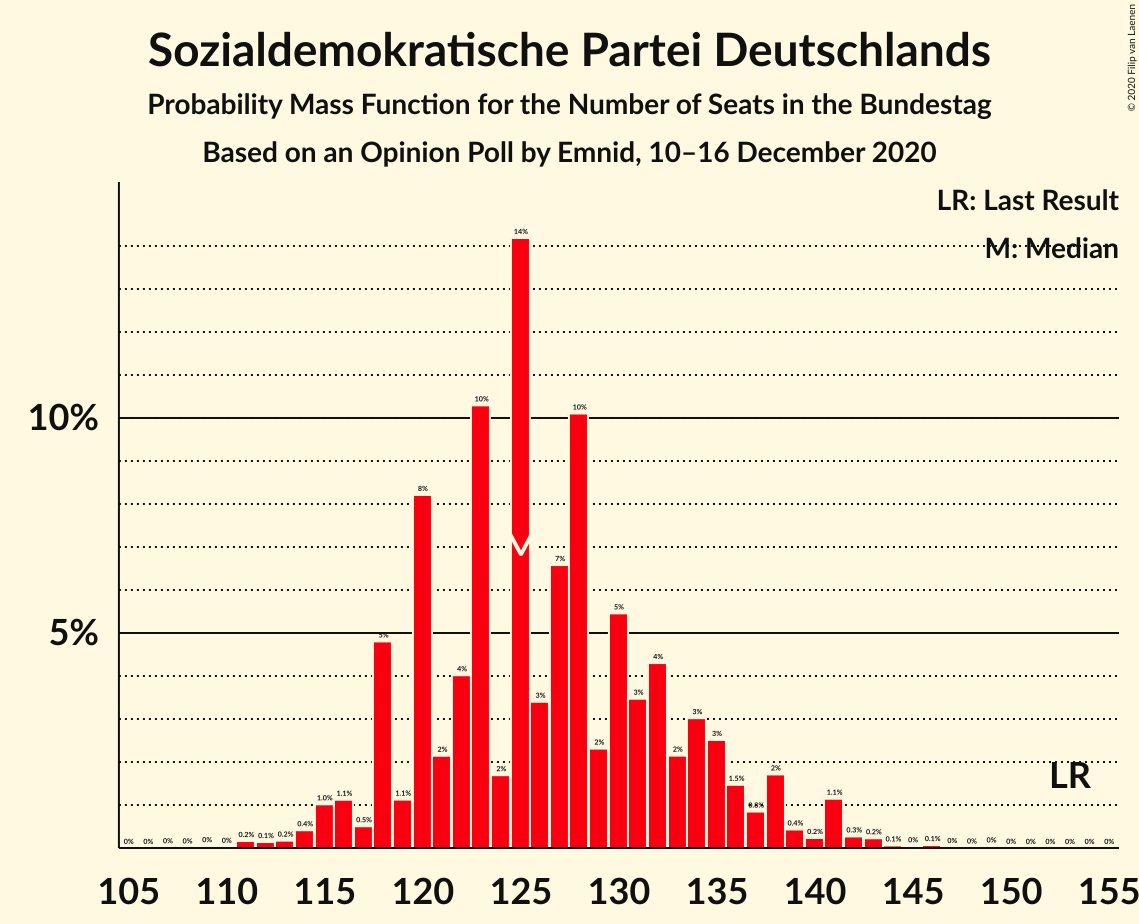 Sozialdemokratische Partei Deutschlands
Probability Mass Function for the Number of Seats in the Bundestag
Based on an Opinion Poll by Emnid, 10–16 December 2020
© 2020 Filip van Laenen
LR: Last Result
M: Median
10%
5%
0% 0% 0% 0% 0% 0% 0.2% 0.1% 0.2% 0.4% 1.0% 1.1% 0.5% 5% 1.1% 8% 2% 4% 10% 2% 14% 3% 7% 10% 2% 5% 3% 4% 2% 3% 3% 1.5% 0.8% 2% 0.4% 0.2% 1.1% 0.3% 0.2% 0.1% 0% 0.1% 0% 0% 0% 0% 0% 0% 0% 0% 0%
LR
105 110 115 120 125 130 135 140 145 150 155